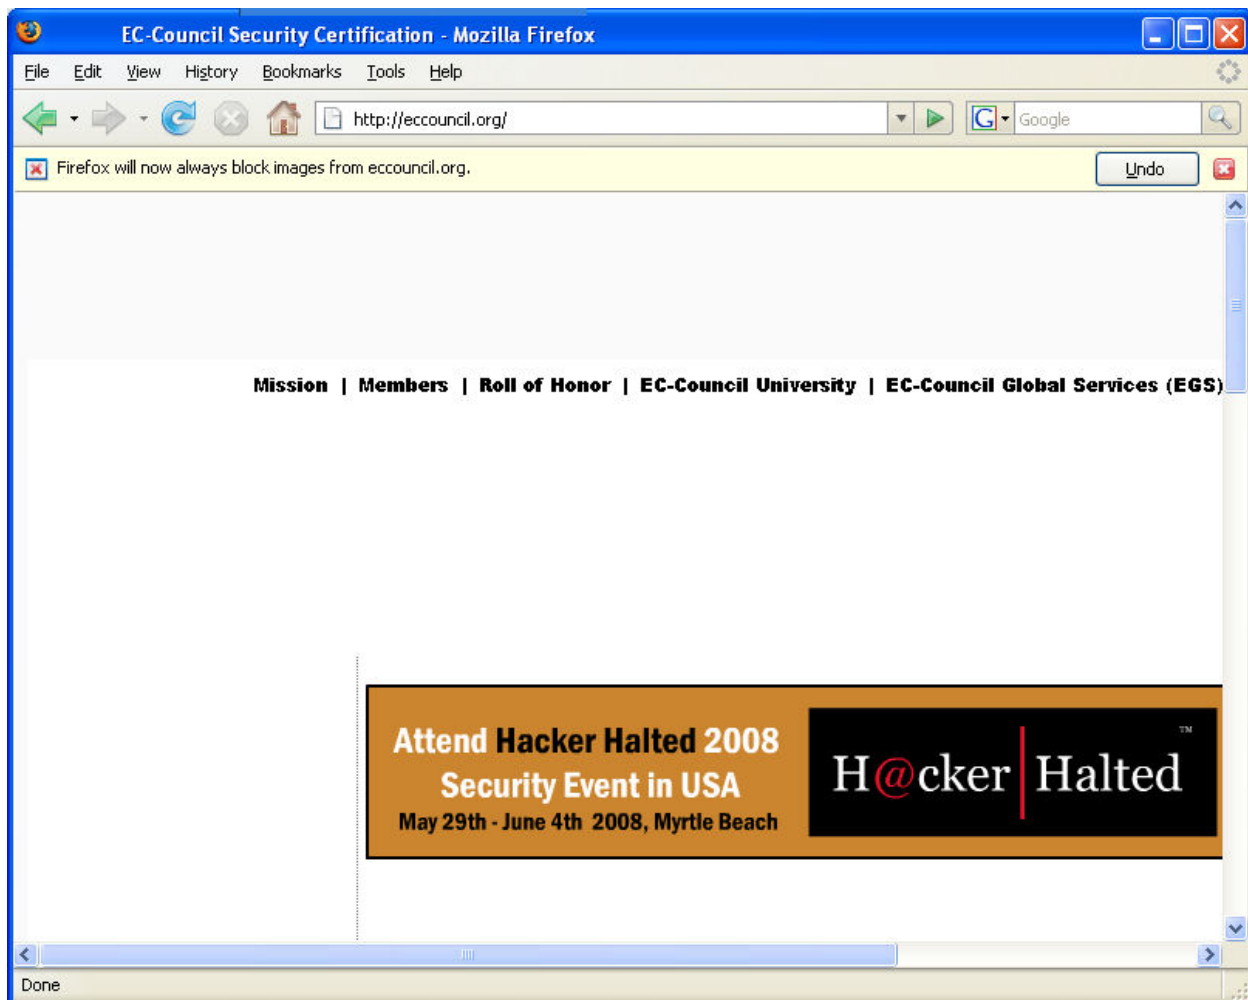 EC-Council Security Certification - Mozilla Firefox
File Edit View History Bookmarks Tools Help
http://eccouncil.org/
G Google
Firefox will now always block images from eccouncil.org.
Undo
Mission | Members | Roll of Honor | EC-Council University | EC-Council Global Services (EGS)
Attend Hacker Halted 2008
Security Event in USA
May 29th - June 4th 2008, Myrtle Beach
H@cker Halted ™
Done